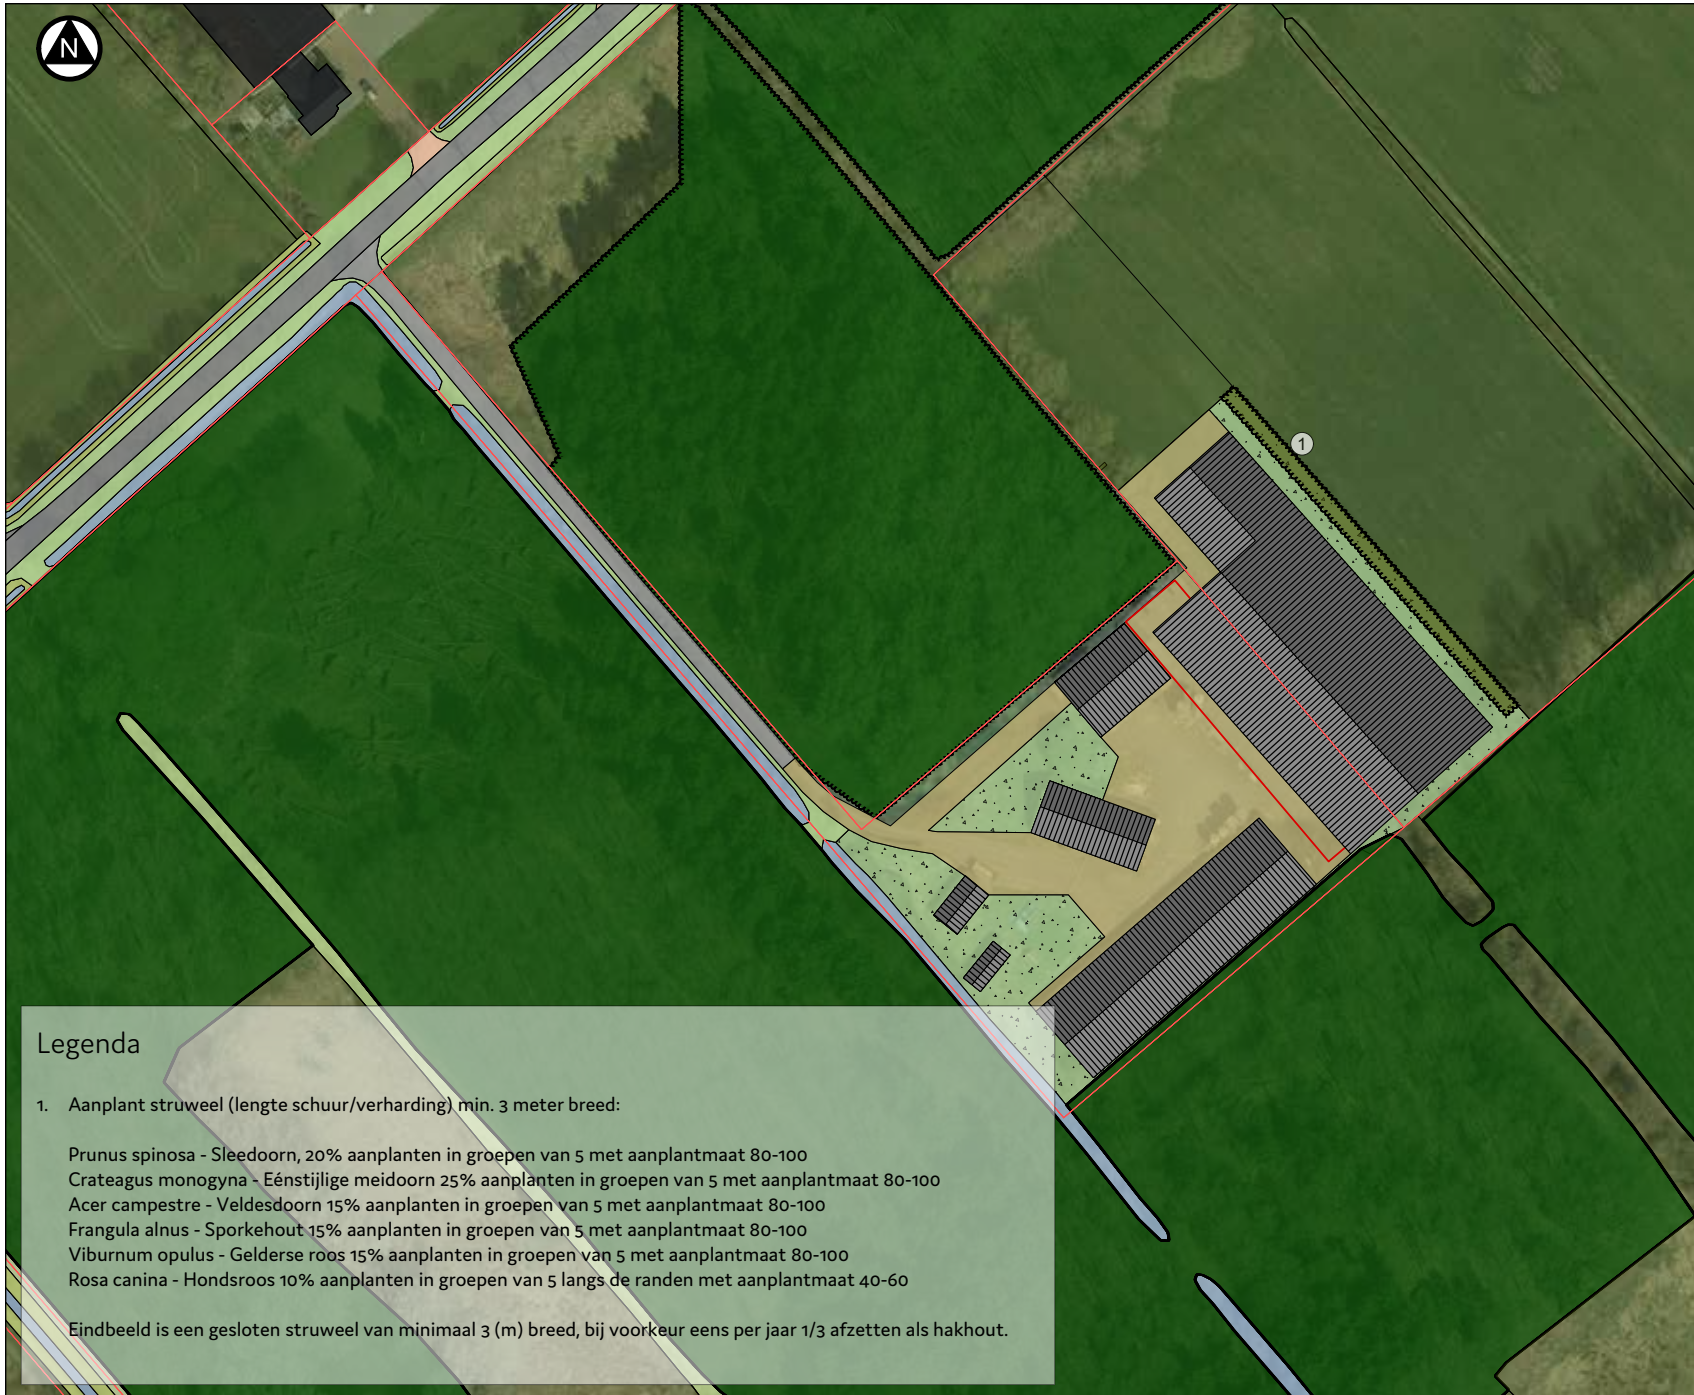 N
1
Legenda
1. Aanplant struweel (lengte schuur/verharding) min. 3 meter breed:
Prunus spinosa - Sleedoorn, 20% aanplanten in groepen van 5 met aanplantmaat 80-100
Crateagus monogyna - Eénstijlige meidoorn 25% aanplanten in groepen van 5 met aanplantmaat 80-100
Acer campestre - Veldesdoorn 15% aanplanten in groepen van 5 met aanplantmaat 80-100
Frangula alnus - Sporkehout 15% aanplanten in groepen van 5 met aanplantmaat 80-100
Viburnum opulus - Gelderse roos 15% aanplanten in groepen van 5 met aanplantmaat 80-100
Rosa canina - Hondsroos 10% aanplanten in groepen van 5 langs de randen met aanplantmaat 40-60
Eindbeeld is een gesloten struweel van minimaal 3 (m) breed, bij voorkeur eens per jaar 1/3 afzetten als hakhout.